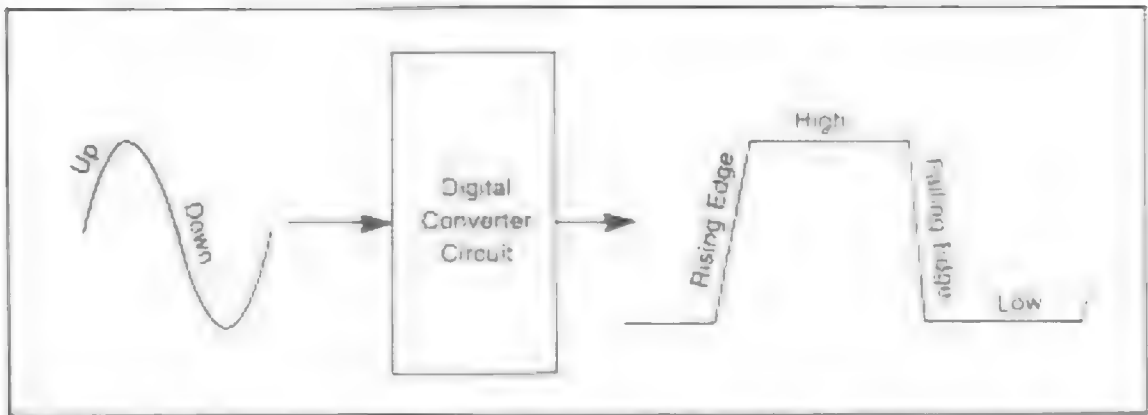 Up
Down
Digital
Converter
Circuit
Rising Edge
High
Falling Edge
Low